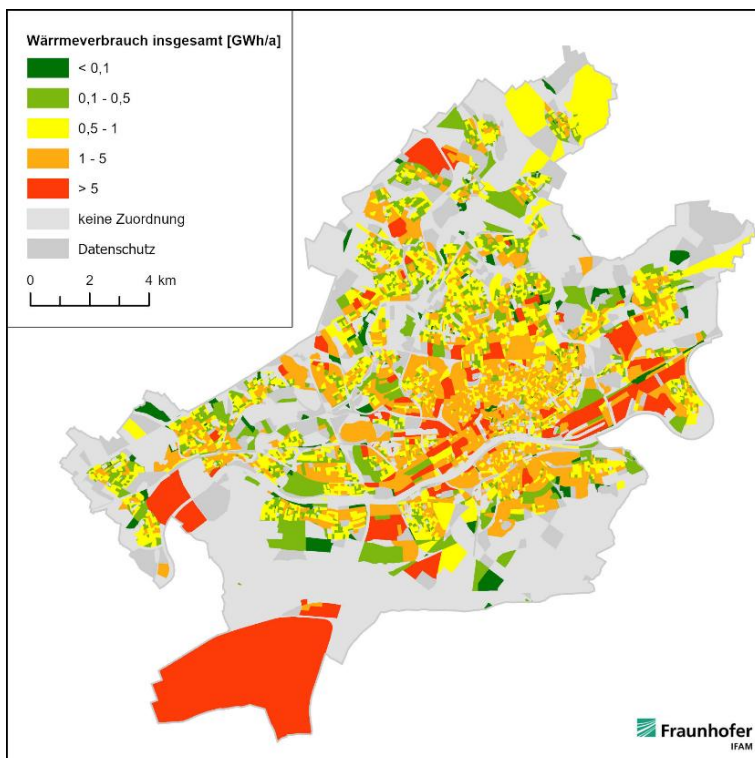 Wärrmeverbrauch insgesamt [GWh/a]
< 0,1
0,1 - 0,5
0,5 - 1
1 - 5
> 5
keine Zuordnung
Datenschutz
0 2 4 km
Fraunhofer
IFAM